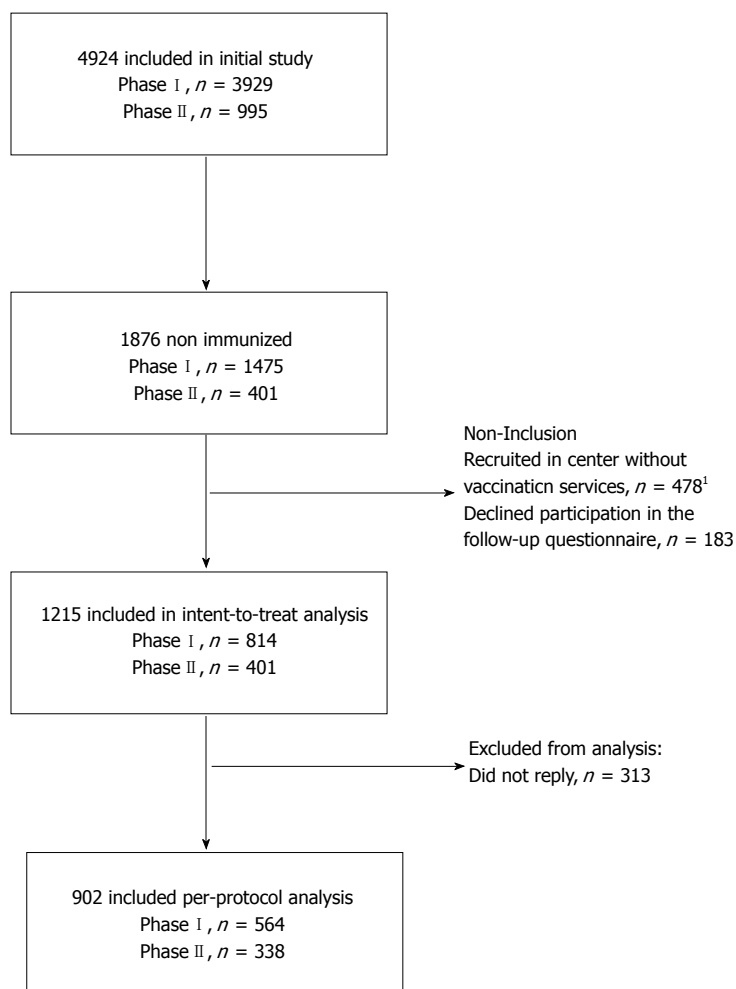 4924 included in initial study
Phase Ⅰ, n = 3929
Phase Ⅱ, n = 995
1876 non immunized
Phase Ⅰ, n = 1475
Phase Ⅱ, n = 401
Non-Inclusion
Recruited in center without
vaccinaticn services, n = 478¹
Declined participation in the
follow-up questionnaire, n = 183
1215 included in intent-to-treat analysis
Phase Ⅰ, n = 814
Phase Ⅱ, n = 401
Excluded from analysis:
Did not reply, n = 313
902 included per-protocol analysis
Phase Ⅰ, n = 564
Phase Ⅱ, n = 338